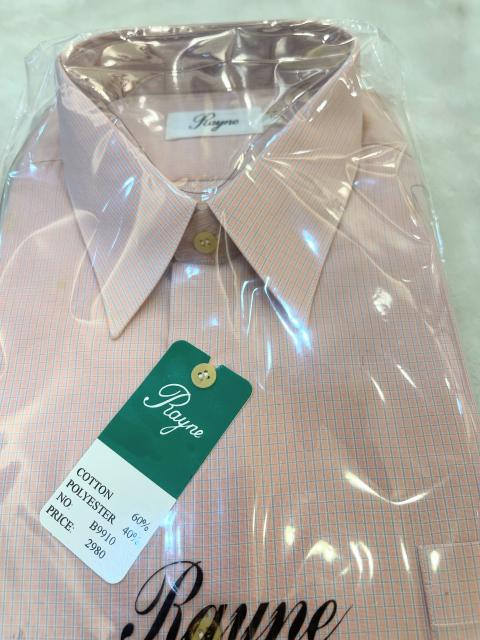 Rayne
Rayne
COTTON 60%
POLYESTER 40%
NO. B9910
PRICE: 2980
Rayne